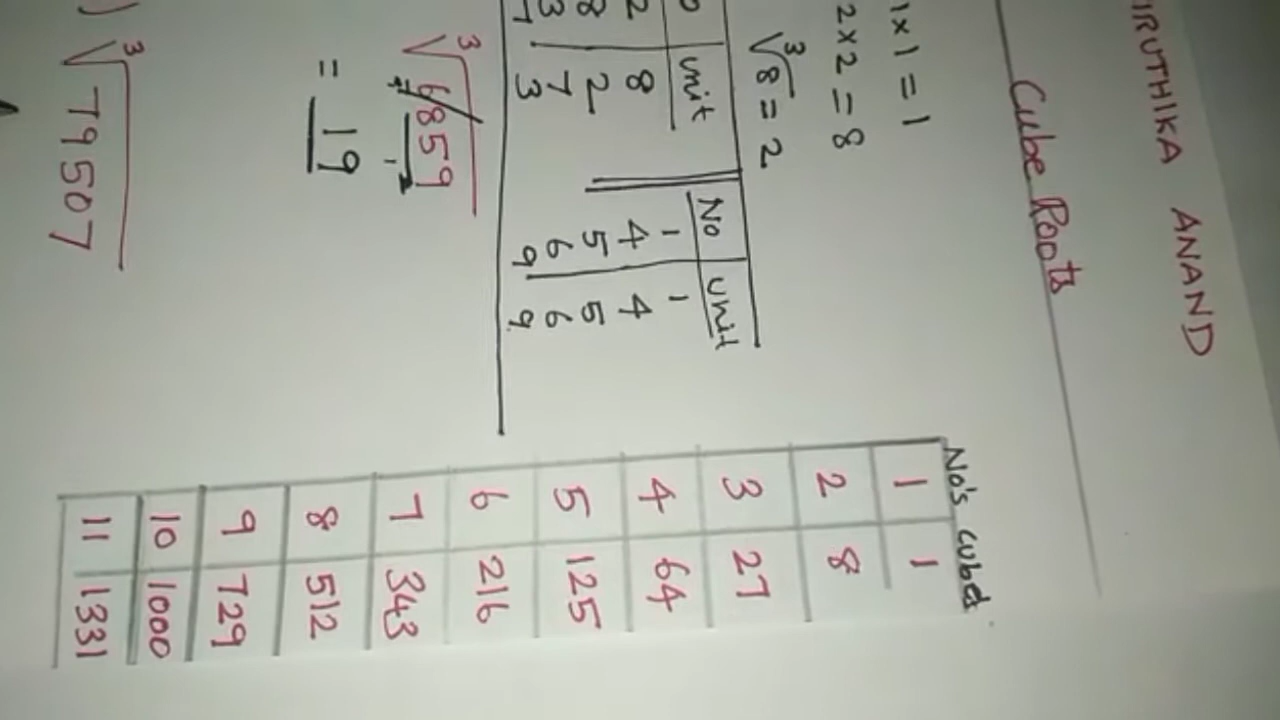 IRUTHIKA ANAND
Cube Roots
1 × 1 = 1
2 × 2 = 8
∛8 = 2
unit
2 8
8 2
3 7
7 3
No unit
1 1
4 4
5 5
6 6
9 9
∛6859
= 19
) ∛79507
No's cubed
1 1
2 8
3 27
4 64
5 125
6 216
7 343
8 512
9 729
10 1000
11 1331